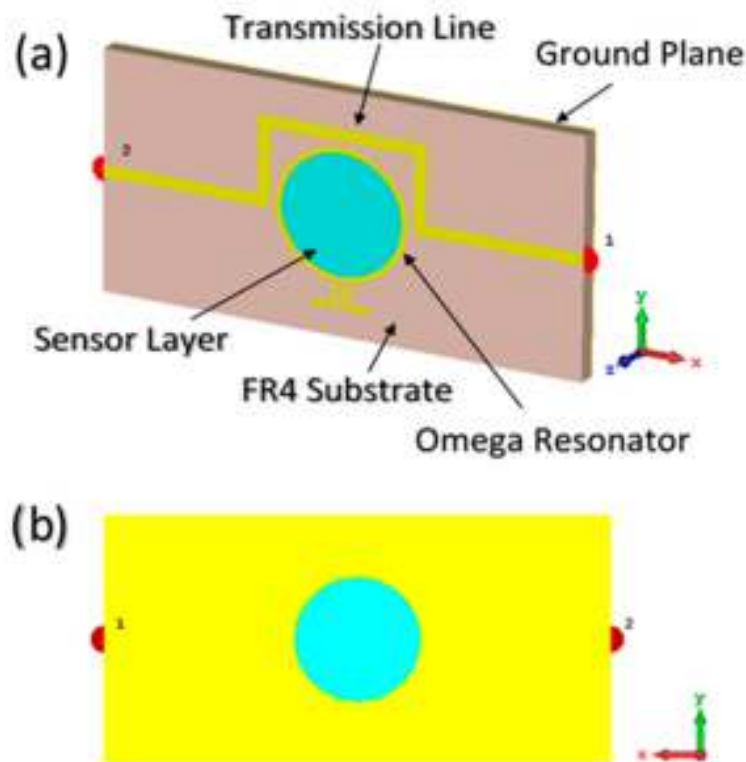 (a)
Transmission Line
Ground Plane
2
1
Sensor Layer
FR4 Substrate
Omega Resonator
y
x
z
(b)
1
2
y
x